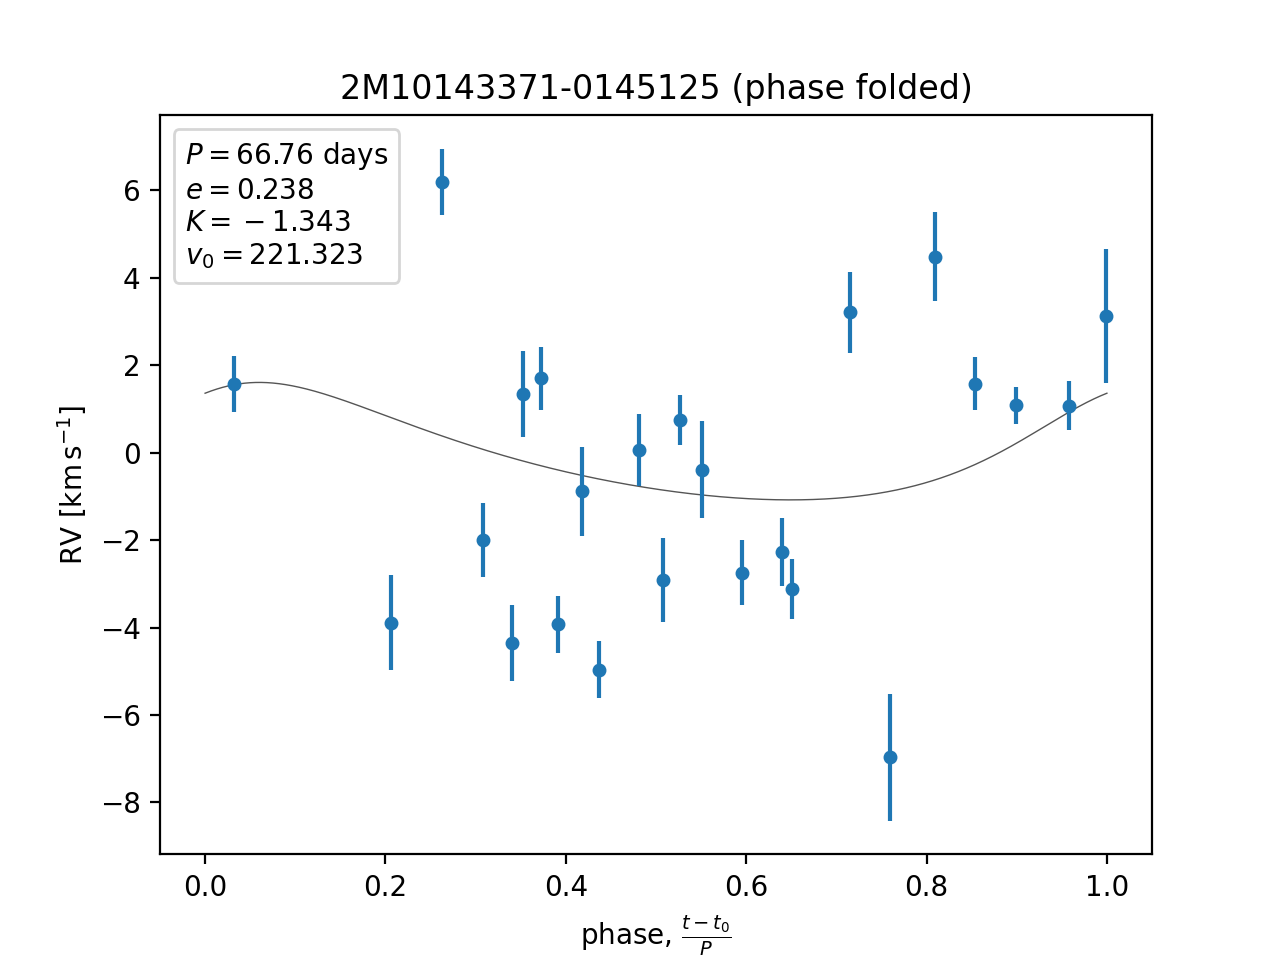 2M10143371-0145125 (phase folded)
P = 66.76 days
e = 0.238
K = −1.343
v₀ = 221.323
6
4
2
0
−2
−4
−6
−8
RV [km s⁻¹]
0.0 0.2 0.4 0.6 0.8 1.0
phase, (t − t₀)/P